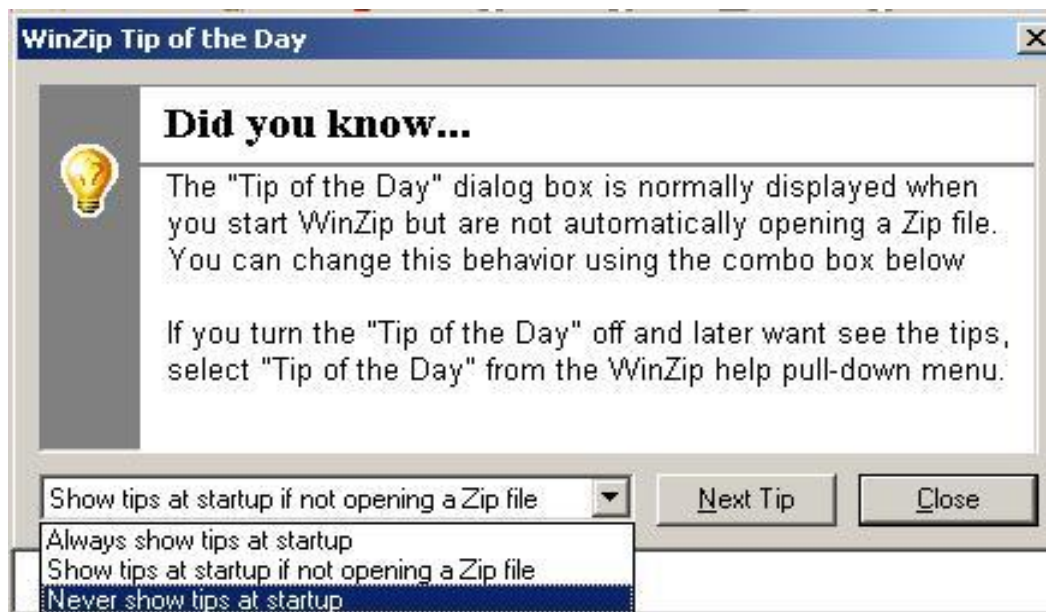 WinZip Tip of the Day
Did you know...
The "Tip of the Day" dialog box is normally displayed when
you start WinZip but are not automatically opening a Zip file.
You can change this behavior using the combo box below
If you turn the "Tip of the Day" off and later want see the tips,
select "Tip of the Day" from the WinZip help pull-down menu.
Show tips at startup if not opening a Zip file
Next Tip
Close
Always show tips at startup
Show tips at startup if not opening a Zip file
Never show tips at startup